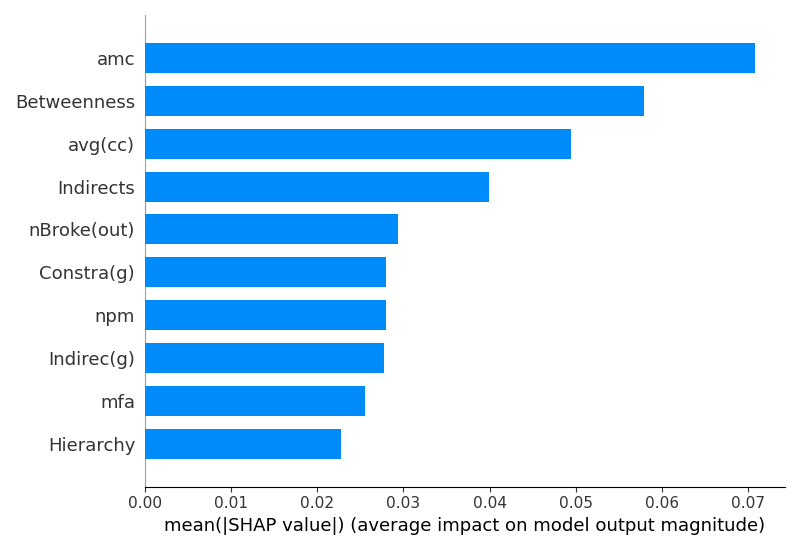 amc
Betweenness
avg(cc)
Indirects
nBroke(out)
Constra(g)
npm
Indirec(g)
mfa
Hierarchy
0.00 0.01 0.02 0.03 0.04 0.05 0.06 0.07
mean(|SHAP value|) (average impact on model output magnitude)